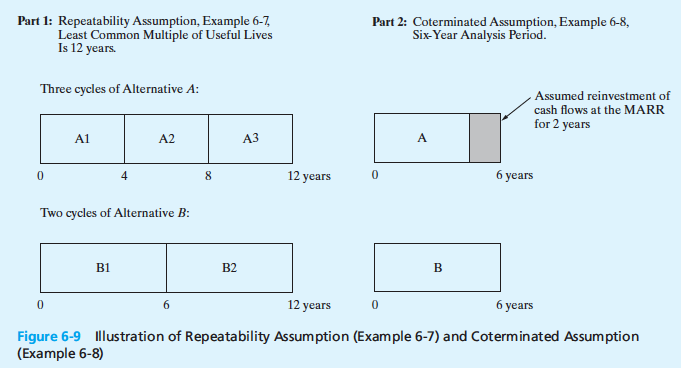 Part 1: Repeatability Assumption, Example 6-7,
Least Common Multiple of Useful Lives
Is 12 years.
Three cycles of Alternative A:
A1 A2 A3
0 4 8 12 years
Two cycles of Alternative B:
B1 B2
0 6 12 years
Part 2: Coterminated Assumption, Example 6-8,
Six-Year Analysis Period.
Assumed reinvestment of
cash flows at the MARR
for 2 years
A
0 6 years
B
0 6 years
Figure 6-9 Illustration of Repeatability Assumption (Example 6-7) and Coterminated Assumption
(Example 6-8)